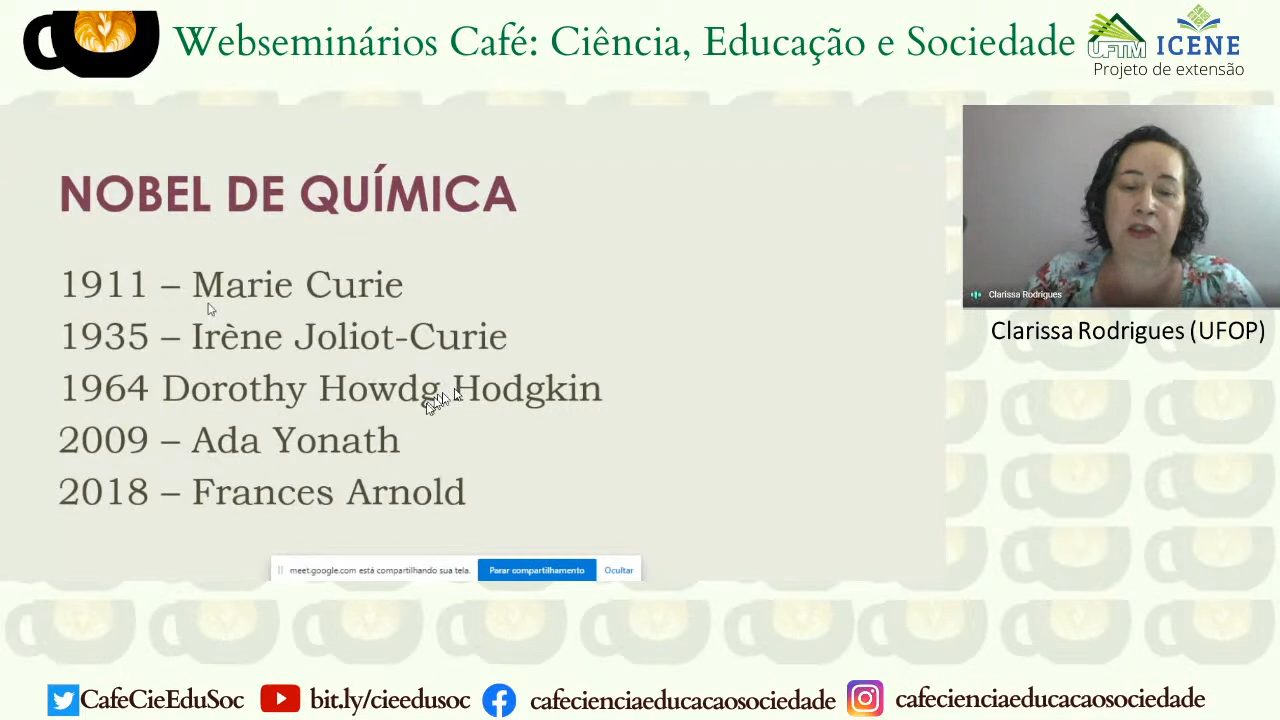 Webseminários Café: Ciência, Educação e Sociedade
UFTM ICENE
Projeto de extensão
NOBEL DE QUÍMICA
1911 – Marie Curie
1935 – Irène Joliot-Curie
1964 Dorothy Howdg Hodgkin
2009 – Ada Yonath
2018 – Frances Arnold
Clarissa Rodrigues
Clarissa Rodrigues (UFOP)
meet.google.com está compartilhando sua tela. Parar compartilhamento Ocultar
CafeCieEduSoc bit.ly/cieedusoc cafecienciaeducacaosociedade cafecienciaeducacaosociedade